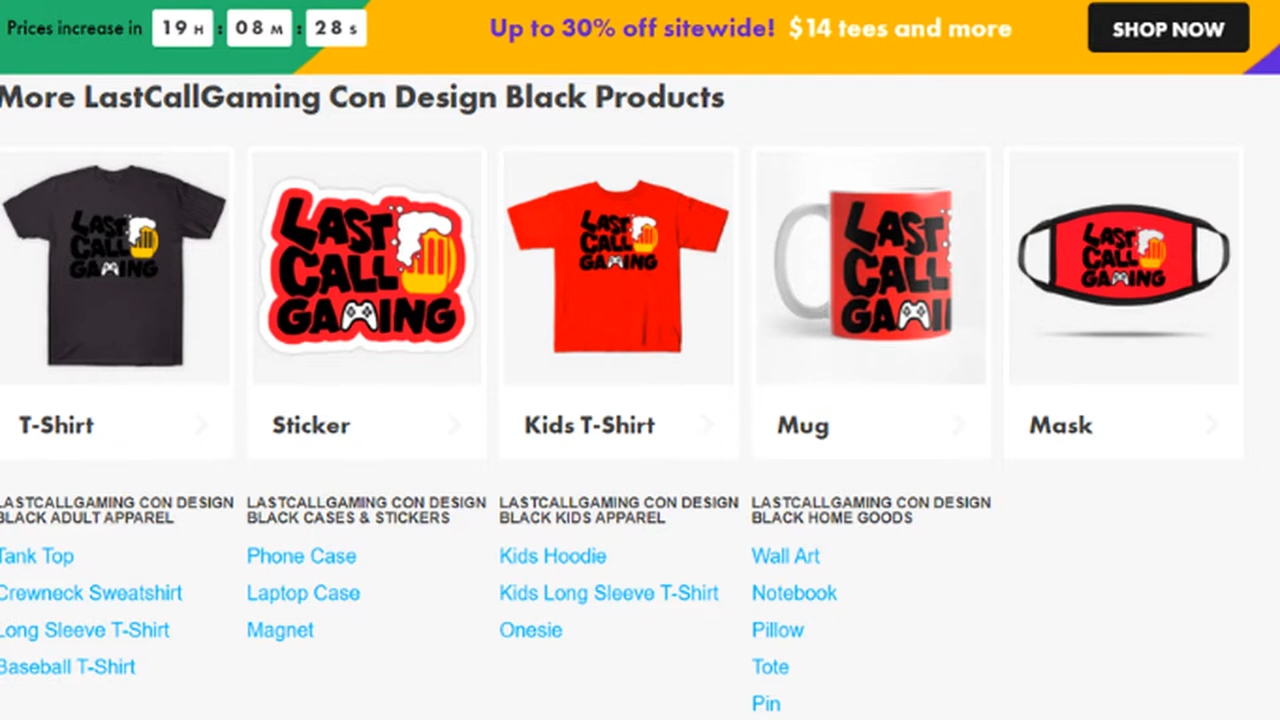 Prices increase in 19 H : 08 M : 28 S
Up to 30% off sitewide! $14 tees and more
SHOP NOW
More LastCallGaming Con Design Black Products
LAST
CALL
GAMING
LAST
CALL
GAMING
LAST
CALL
GAMING
LAST
CALL
GAMI
LAST
CALL
GAMING
T-Shirt
Sticker
Kids T-Shirt
Mug
Mask
LASTCALLGAMING CON DESIGN
BLACK ADULT APPAREL
Tank Top
Crewneck Sweatshirt
Long Sleeve T-Shirt
Baseball T-Shirt
LASTCALLGAMING CON DESIGN
BLACK CASES & STICKERS
Phone Case
Laptop Case
Magnet
LASTCALLGAMING CON DESIGN
BLACK KIDS APPAREL
Kids Hoodie
Kids Long Sleeve T-Shirt
Onesie
LASTCALLGAMING CON DESIGN
BLACK HOME GOODS
Wall Art
Notebook
Pillow
Tote
Pin